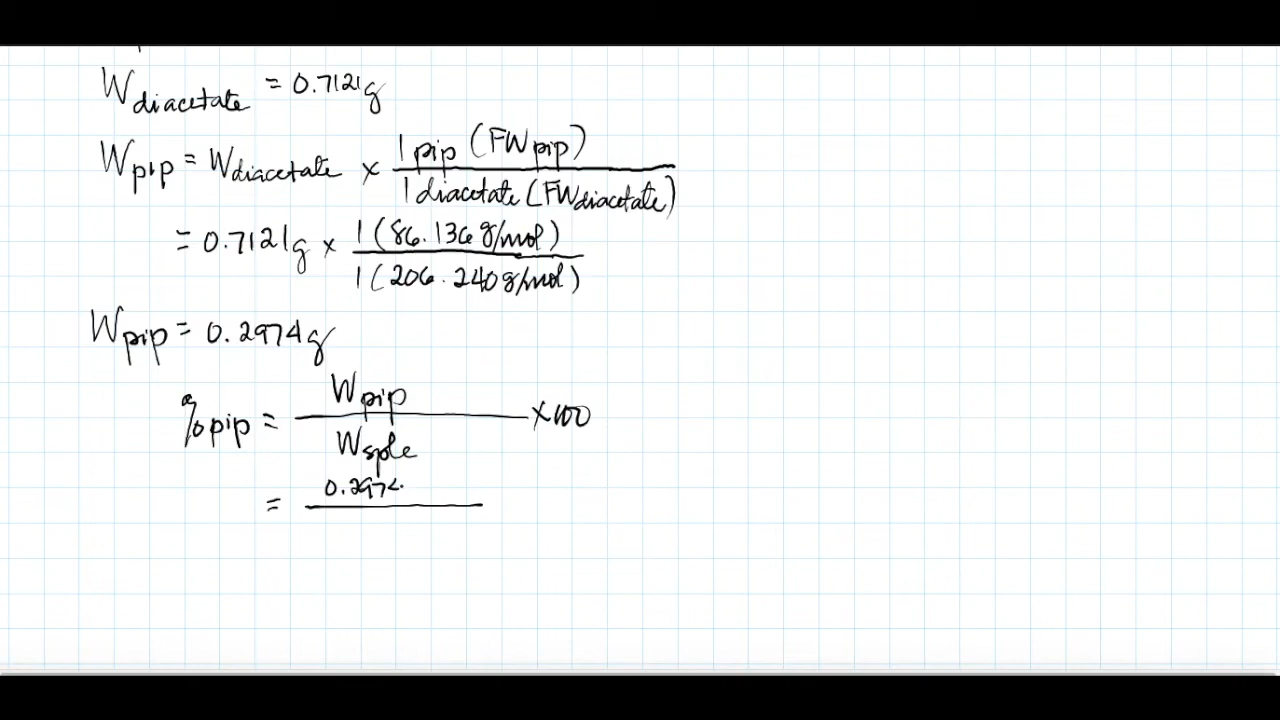 W diacetate = 0.7121 g
W pip = W diacetate × 1 pip (FW pip) / 1 diacetate (FW diacetate)
= 0.7121 g × 1 (86.136 g/mol) / 1 (206.240 g/mol)
W pip = 0.2974 g
% pip = W pip / W sple × 100
= 0.297